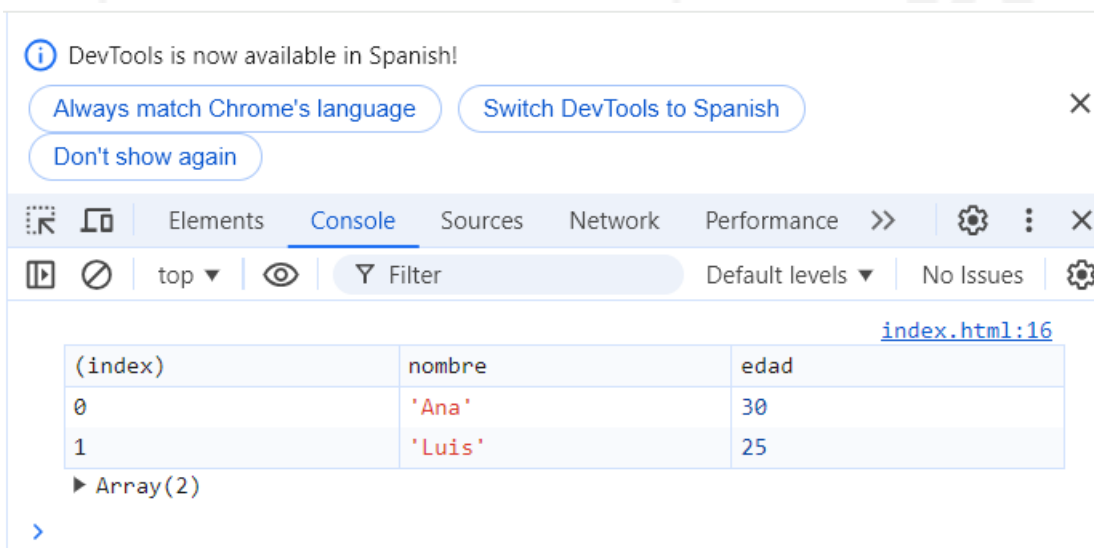 DevTools is now available in Spanish!
Always match Chrome's language Switch DevTools to Spanish
Don't show again
Elements Console Sources Network Performance
top Filter Default levels No Issues
index.html:16
(index) nombre edad
0 'Ana' 30
1 'Luis' 25
Array(2)